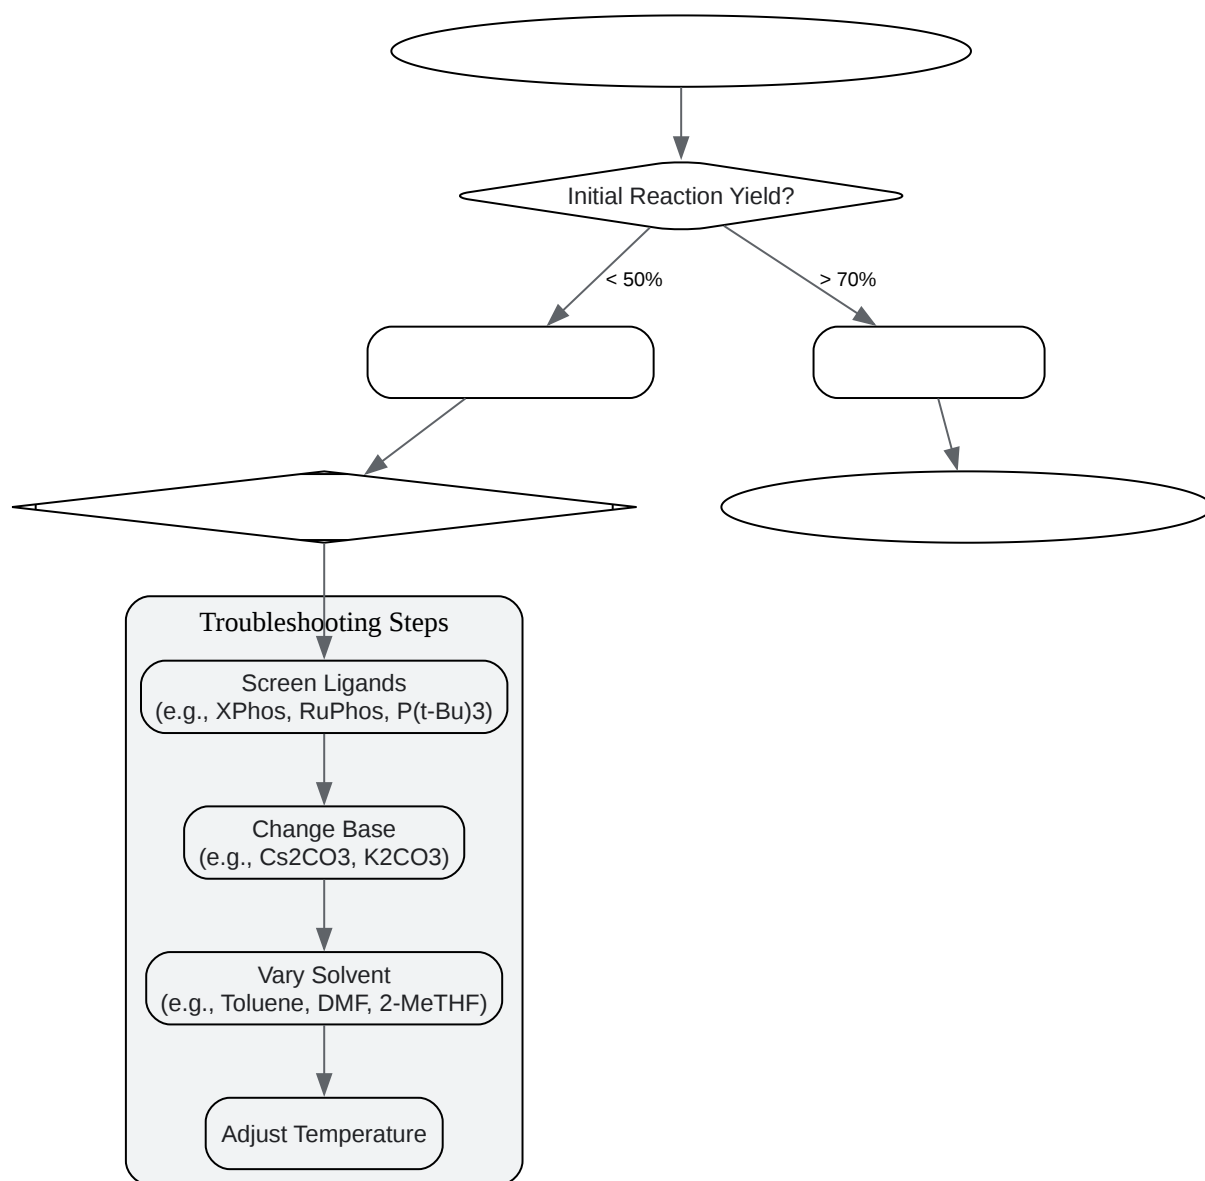 Initial Reaction Yield?
< 50%
> 70%
Troubleshooting Steps
Screen Ligands
(e.g., XPhos, RuPhos, P(t-Bu)3)
Change Base
(e.g., Cs2CO3, K2CO3)
Vary Solvent
(e.g., Toluene, DMF, 2-MeTHF)
Adjust Temperature